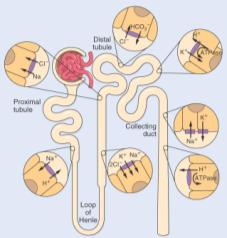 Distal
tubule
HCO₃⁻
Cl⁻
H⁺
K⁺
ATPase
Cl⁻
Na
Proximal
tubule
Collecting
duct
K⁺
Na⁺
Na⁺
H⁺
K⁺ Na⁺
2Cl⁻
H⁺
ATPase
Loop
of
Henle